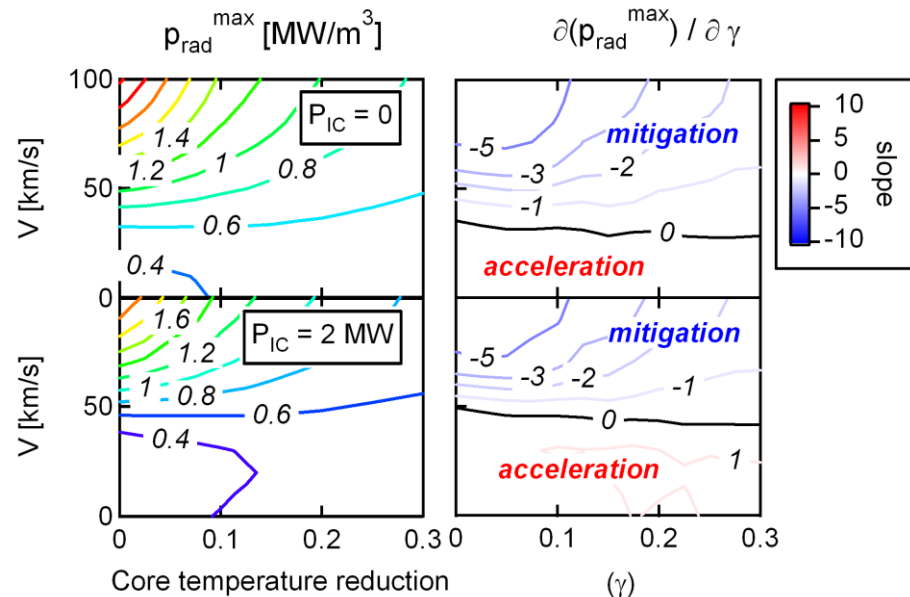 p_rad^max [MW/m³]
∂(p_rad^max) / ∂ γ
V [km/s]
100
50
0
P_IC = 0
1.4
1.2
1
0.8
0.6
0.4
mitigation
-5
-3
-2
-1
0
acceleration
10
5
0
-5
-10
slope
V [km/s]
50
0
P_IC = 2 MW
1.6
1.2
1
0.8
0.6
0.4
mitigation
-5
-3
-2
-1
0
acceleration
1
0 0.1 0.2 0.3
0 0.1 0.2 0.3
Core temperature reduction
(γ)